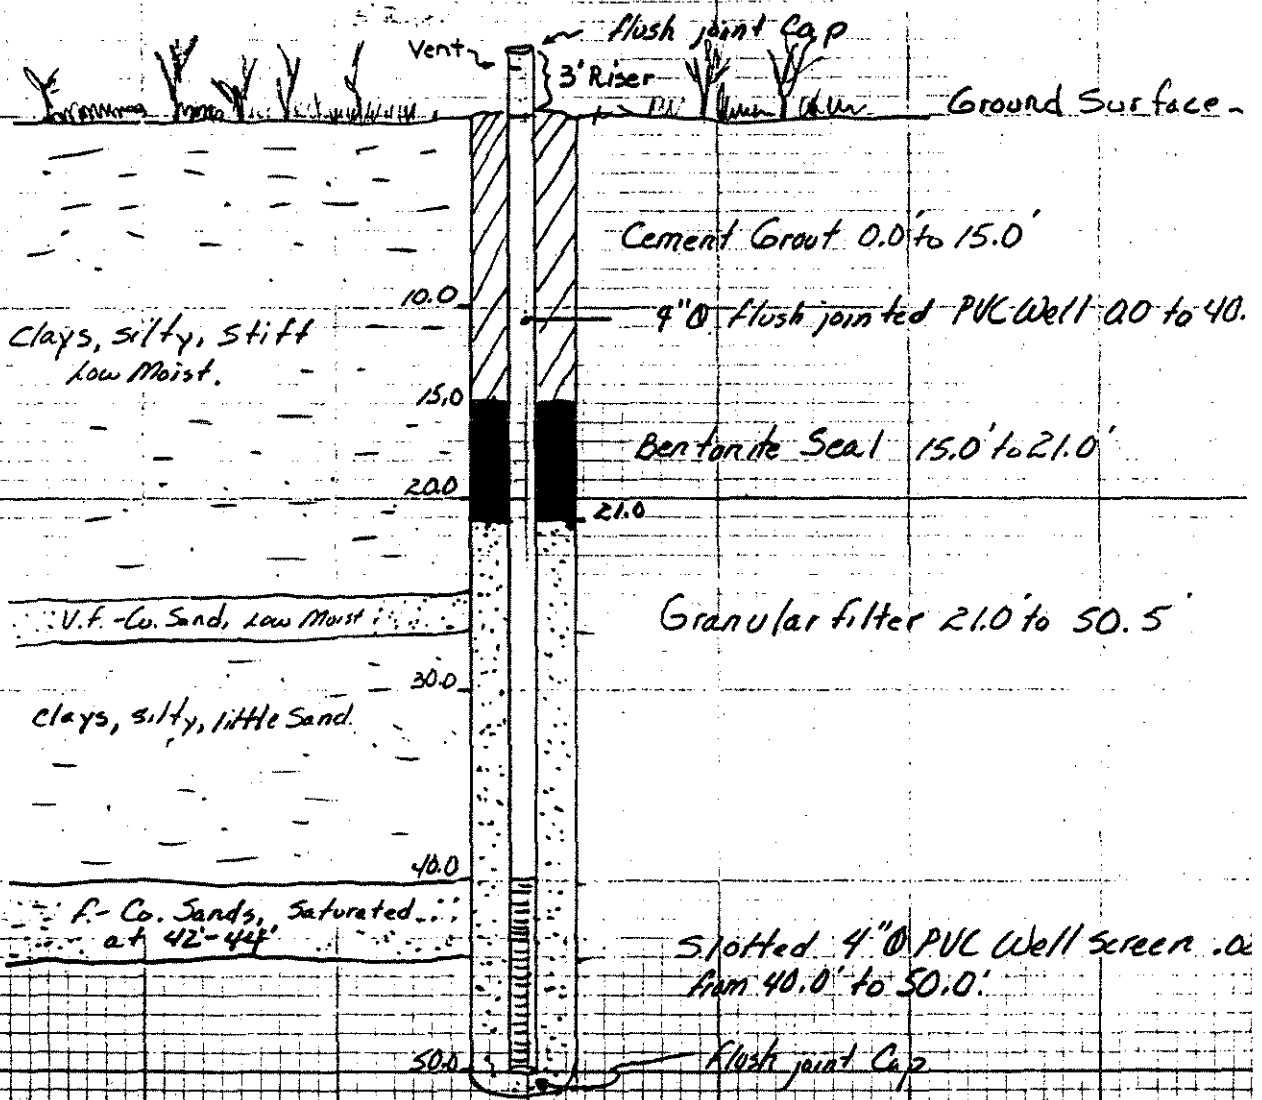 flush joint Cap
Vent
3' Riser
Ground Surface
Cement Grout 0.0' to 15.0'
10.0
4"Ø flush jointed PVC Well 0.0 to 40.
Clays, silty, stiff
Low Moist.
15.0
Bentonite Seal 15.0' to 21.0'
20.0
21.0
V.f.-Co. Sand, Low Moist
Granular filter 21.0' to 50.5'
30.0
Clays, silty, little Sand.
40.0
f.-Co. Sands, Saturated
at 42'-44'
Slotted 4"Ø PVC Well Screen
from 40.0' to 50.0'.
50.0
Flush joint Cap